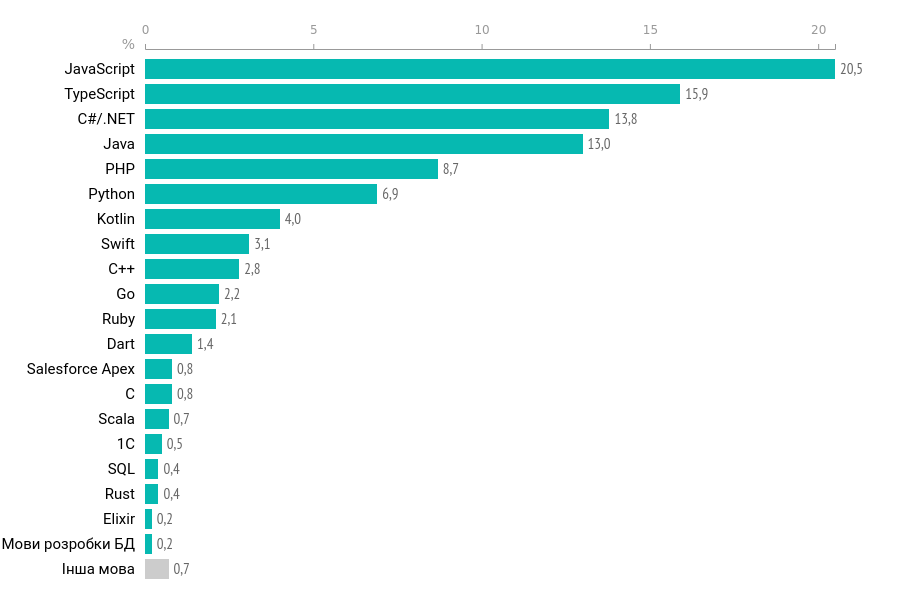 0 5 10 15 20
%
JavaScript 20,5
TypeScript 15,9
C#/.NET 13,8
Java 13,0
PHP 8,7
Python 6,9
Kotlin 4,0
Swift 3,1
C++ 2,8
Go 2,2
Ruby 2,1
Dart 1,4
Salesforce Apex 0,8
C 0,8
Scala 0,7
1C 0,5
SQL 0,4
Rust 0,4
Elixir 0,2
Мови розробки БД 0,2
Інша мова 0,7